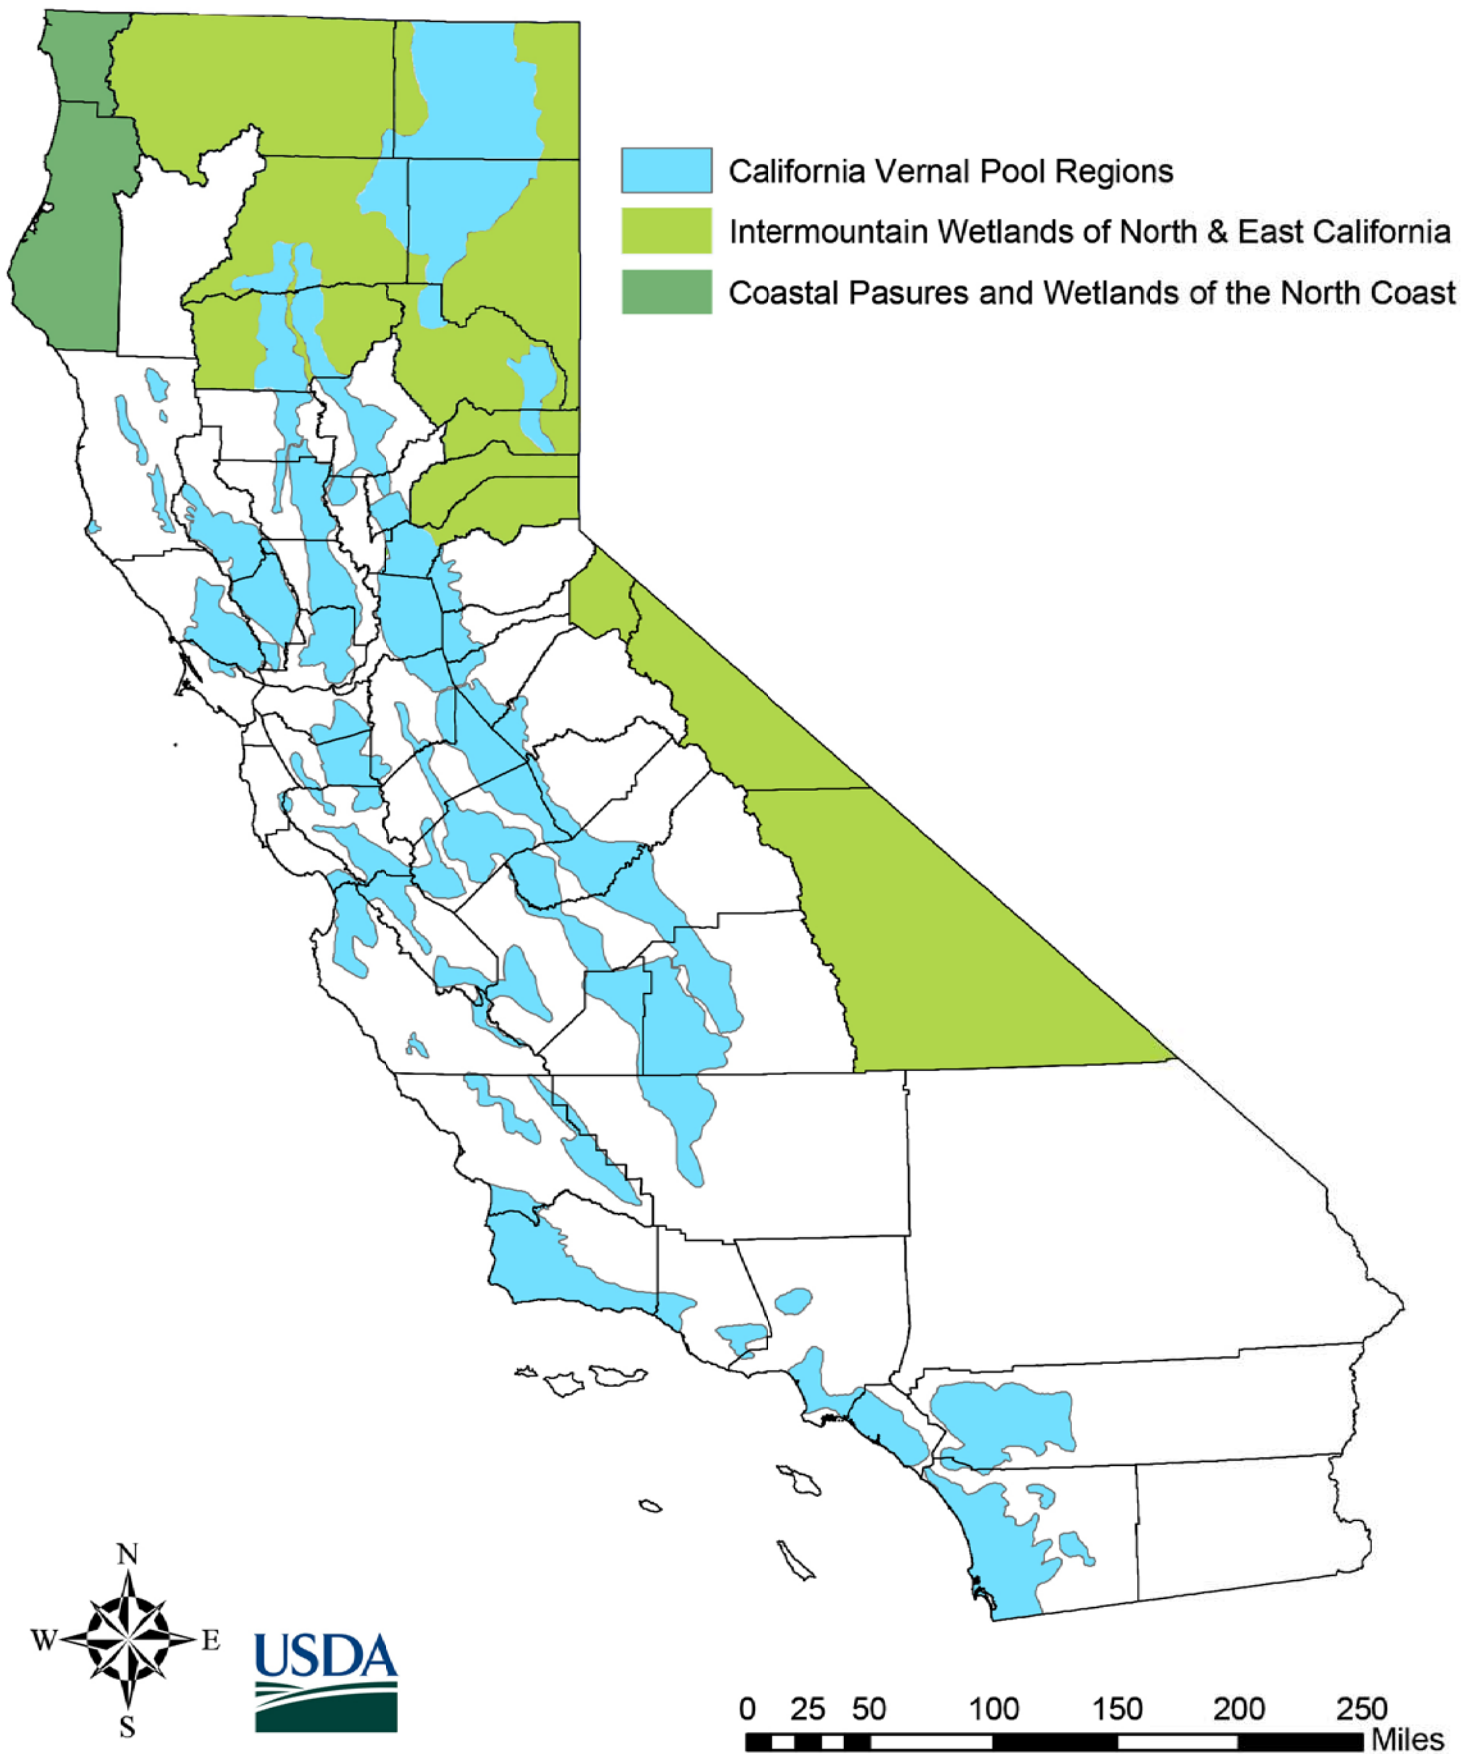 California Vernal Pool Regions
Intermountain Wetlands of North & East California
Coastal Pasures and Wetlands of the North Coast
N
W E
S
USDA
0 25 50 100 150 200 250
Miles